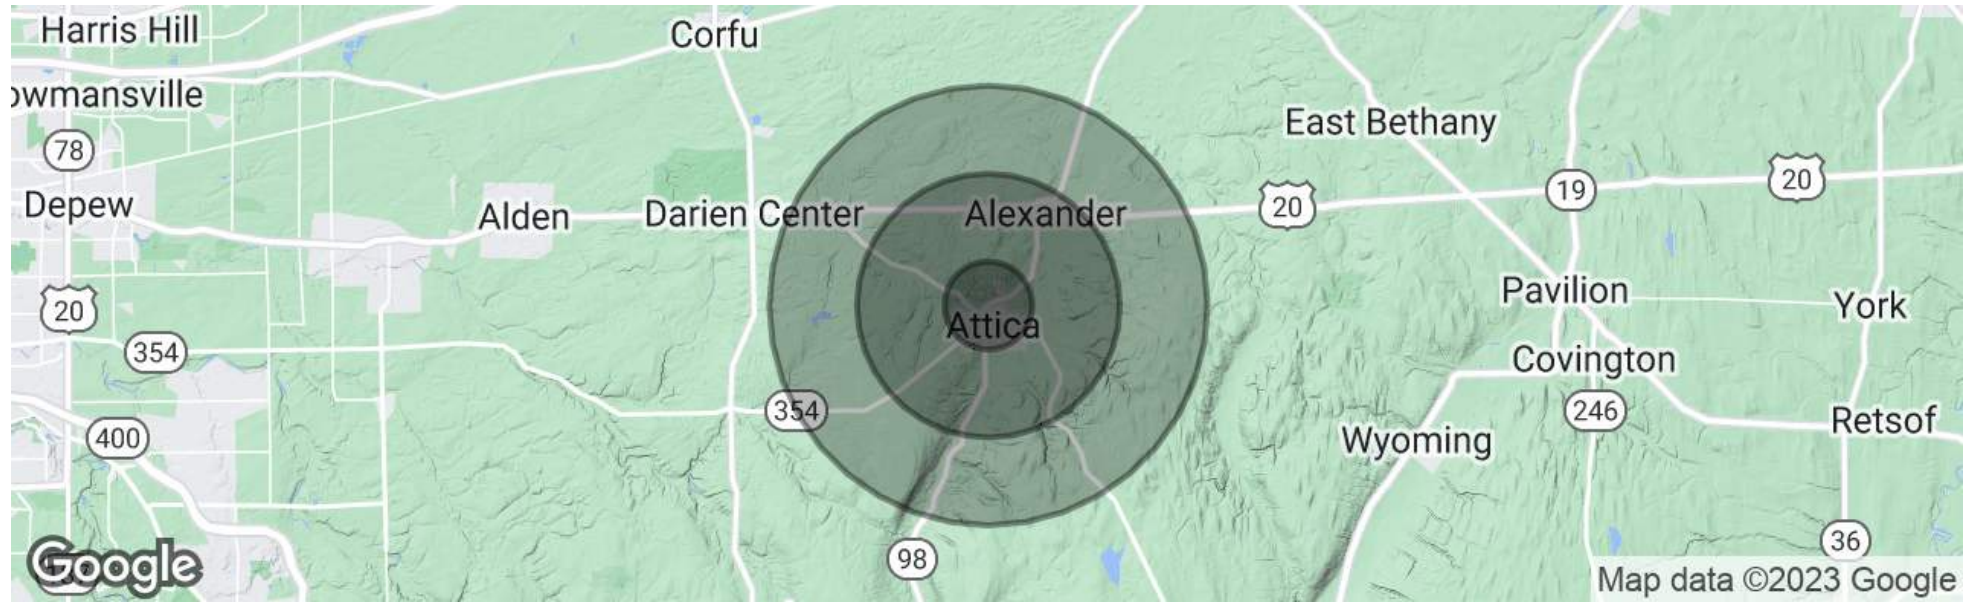 Harris Hill
Corfu
owmansville
East Bethany
78
20
19
Depew
Alden
Darien Center
Alexander
20
Pavilion
York
20
Attica
354
Covington
354
246
Retsof
400
Wyoming
36
98
Google
Map data ©2023 Google